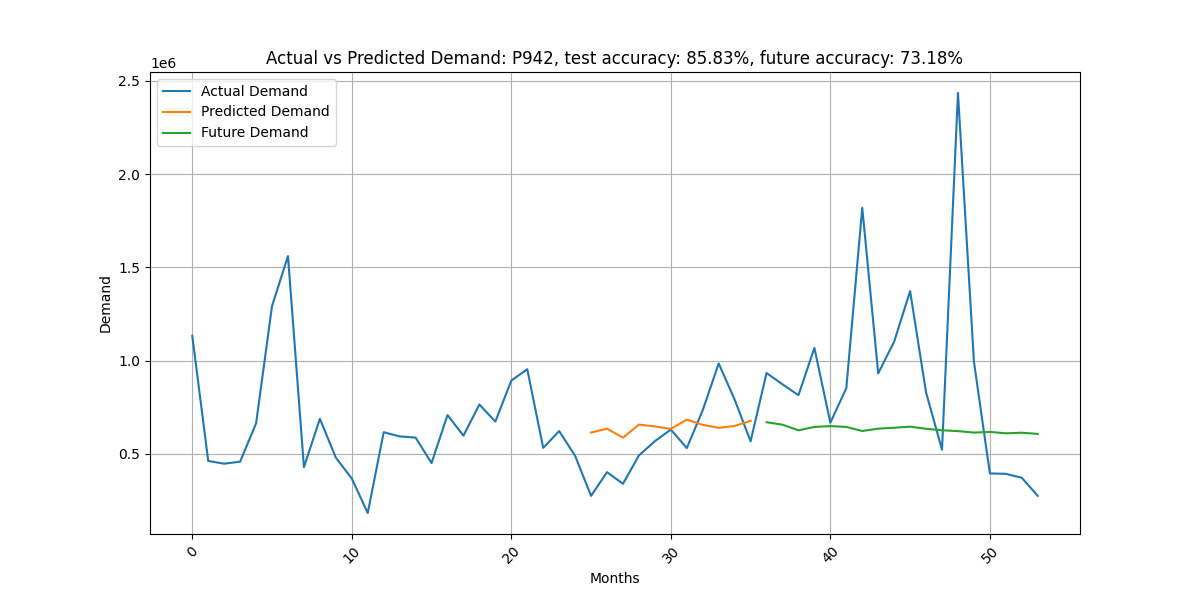 Actual vs Predicted Demand: P942, test accuracy: 85.83%, future accuracy: 73.18%
1e6
Actual Demand
Predicted Demand
Future Demand
2.5
2.0
1.5
1.0
0.5
Demand
0 10 20 30 40 50
Months